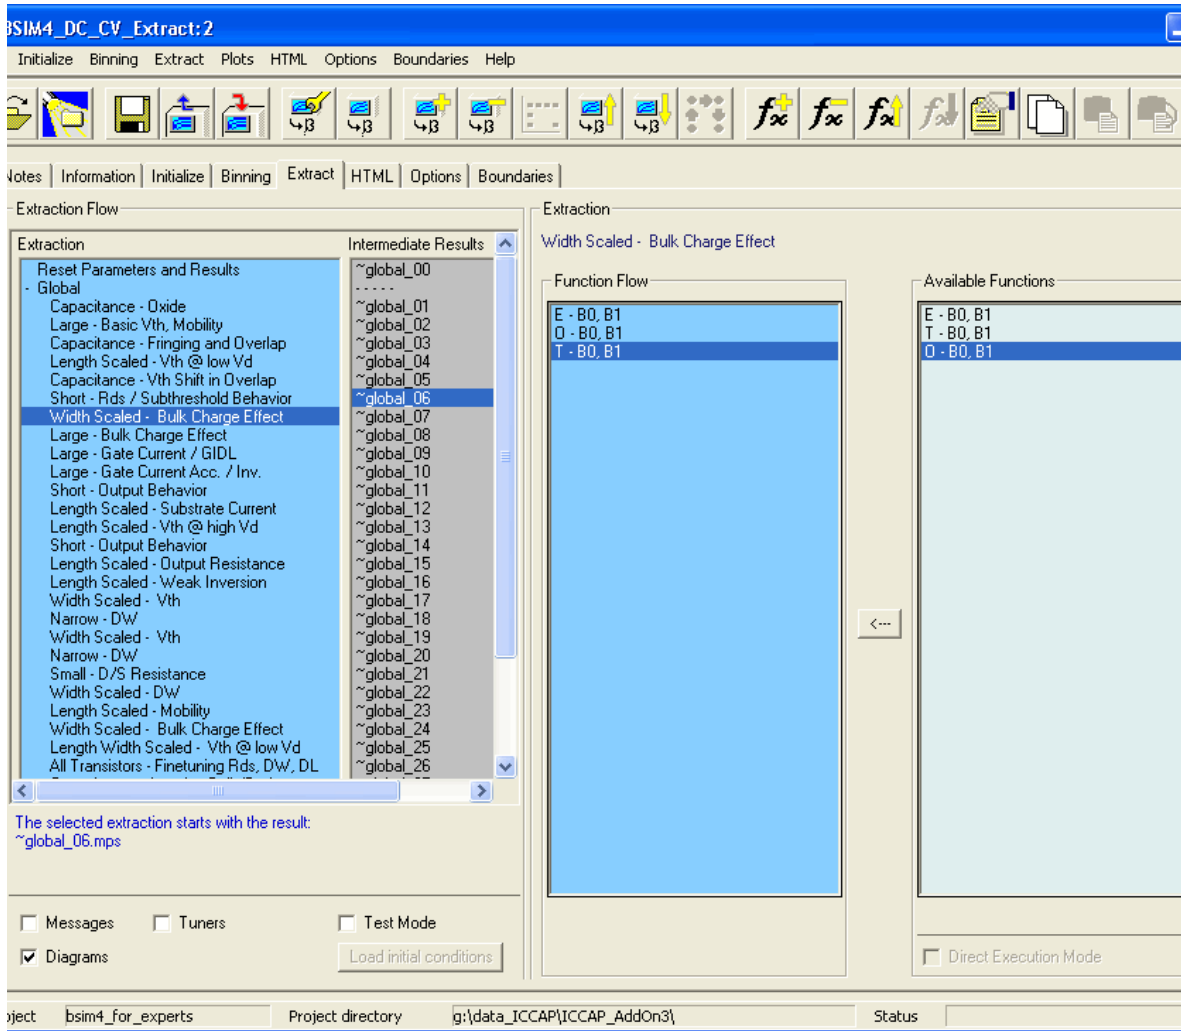 BSIM4_DC_CV_Extract:2
Initialize Binning Extract Plots HTML Options Boundaries Help
Notes Information Initialize Binning Extract HTML Options Boundaries
Extraction Flow
Extraction Intermediate Results
Reset Parameters and Results ~global_00
- Global -----
Capacitance - Oxide ~global_01
Large - Basic Vth, Mobility ~global_02
Capacitance - Fringing and Overlap ~global_03
Length Scaled - Vth @ low Vd ~global_04
Capacitance - Vth Shift in Overlap ~global_05
Short - Rds / Subthreshold Behavior ~global_06
Width Scaled - Bulk Charge Effect ~global_07
Large - Bulk Charge Effect ~global_08
Large - Gate Current / GIDL ~global_09
Large - Gate Current Acc. / Inv. ~global_10
Short - Output Behavior ~global_11
Length Scaled - Substrate Current ~global_12
Length Scaled - Vth @ high Vd ~global_13
Short - Output Behavior ~global_14
Length Scaled - Output Resistance ~global_15
Length Scaled - Weak Inversion ~global_16
Width Scaled - Vth ~global_17
Narrow - DW ~global_18
Width Scaled - Vth ~global_19
Narrow - DW ~global_20
Small - D/S Resistance ~global_21
Width Scaled - DW ~global_22
Length Scaled - Mobility ~global_23
Width Scaled - Bulk Charge Effect ~global_24
Length Width Scaled - Vth @ low Vd ~global_25
All Transistors - Finetuning Rds, DW, DL ~global_26
The selected extraction starts with the result:
~global_06.mps
Messages Tuners Test Mode
Diagrams Load initial conditions
Extraction
Width Scaled - Bulk Charge Effect
Function Flow
E - B0, B1
O - B0, B1
T - B0, B1
<---
Available Functions
E - B0, B1
T - B0, B1
O - B0, B1
Direct Execution Mode
oject bsim4_for_experts Project directory g:\data_ICCAP\ICCAP_AddOn3\ Status